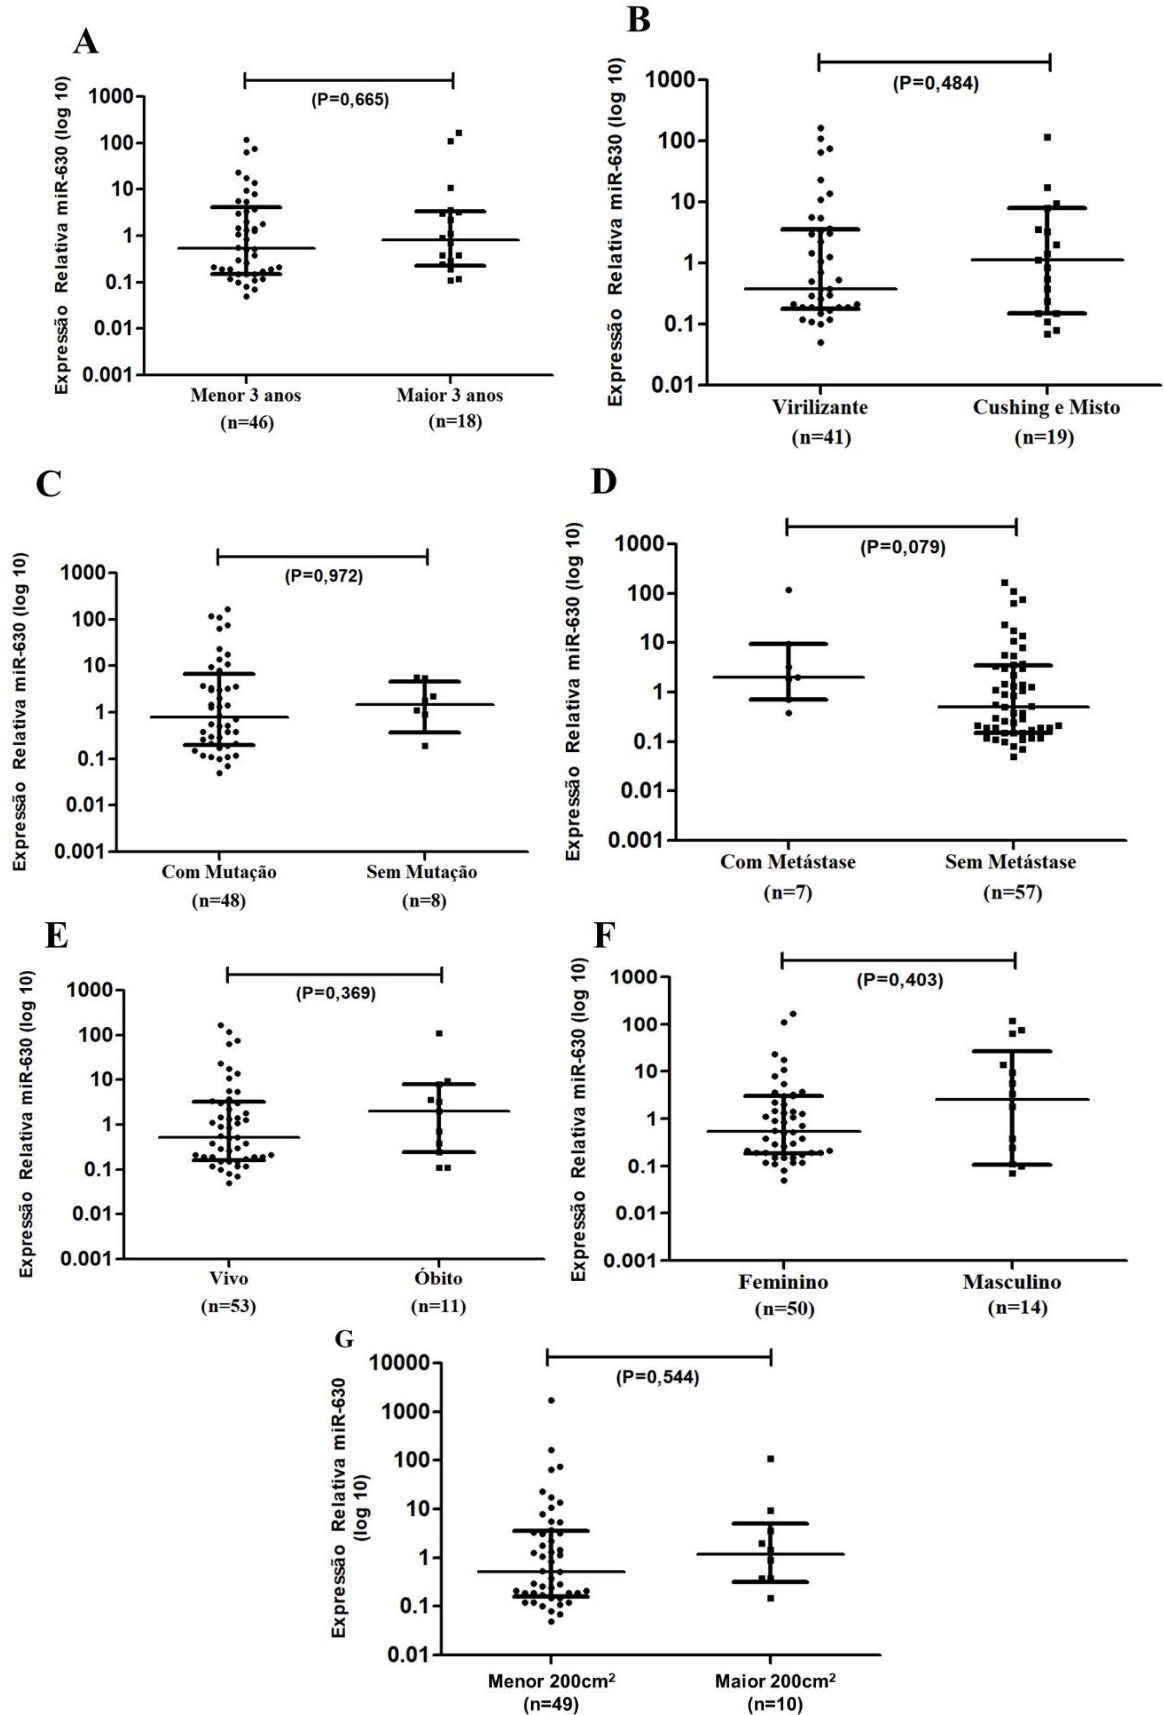 A
Expressão Relativa miR-630 (log 10)
(P=0,665)
1000
100
10
1
0.1
0.01
0.001
Menor 3 anos
(n=46)
Maior 3 anos
(n=18)
B
Expressão Relativa miR-630 (log 10)
(P=0,484)
1000
100
10
1
0.1
0.01
Virilizante
(n=41)
Cushing e Misto
(n=19)
C
Expressão Relativa miR-630 (log 10)
(P=0,972)
1000
100
10
1
0.1
0.01
0.001
Com Mutação
(n=48)
Sem Mutação
(n=8)
D
Expressão Relativa miR-630 (log 10)
(P=0,079)
1000
100
10
1
0.1
0.01
0.001
Com Metástase
(n=7)
Sem Metástase
(n=57)
E
Expressão Relativa miR-630 (log 10)
(P=0,369)
1000
100
10
1
0.1
0.01
0.001
Vivo
(n=53)
Óbito
(n=11)
F
Expressão Relativa miR-630 (log 10)
(P=0,403)
1000
100
10
1
0.1
0.01
0.001
Feminino
(n=50)
Masculino
(n=14)
G
Expressão Relativa miR-630
(log 10)
(P=0,544)
10000
1000
100
10
1
0.1
0.01
Menor 200cm²
(n=49)
Maior 200cm²
(n=10)